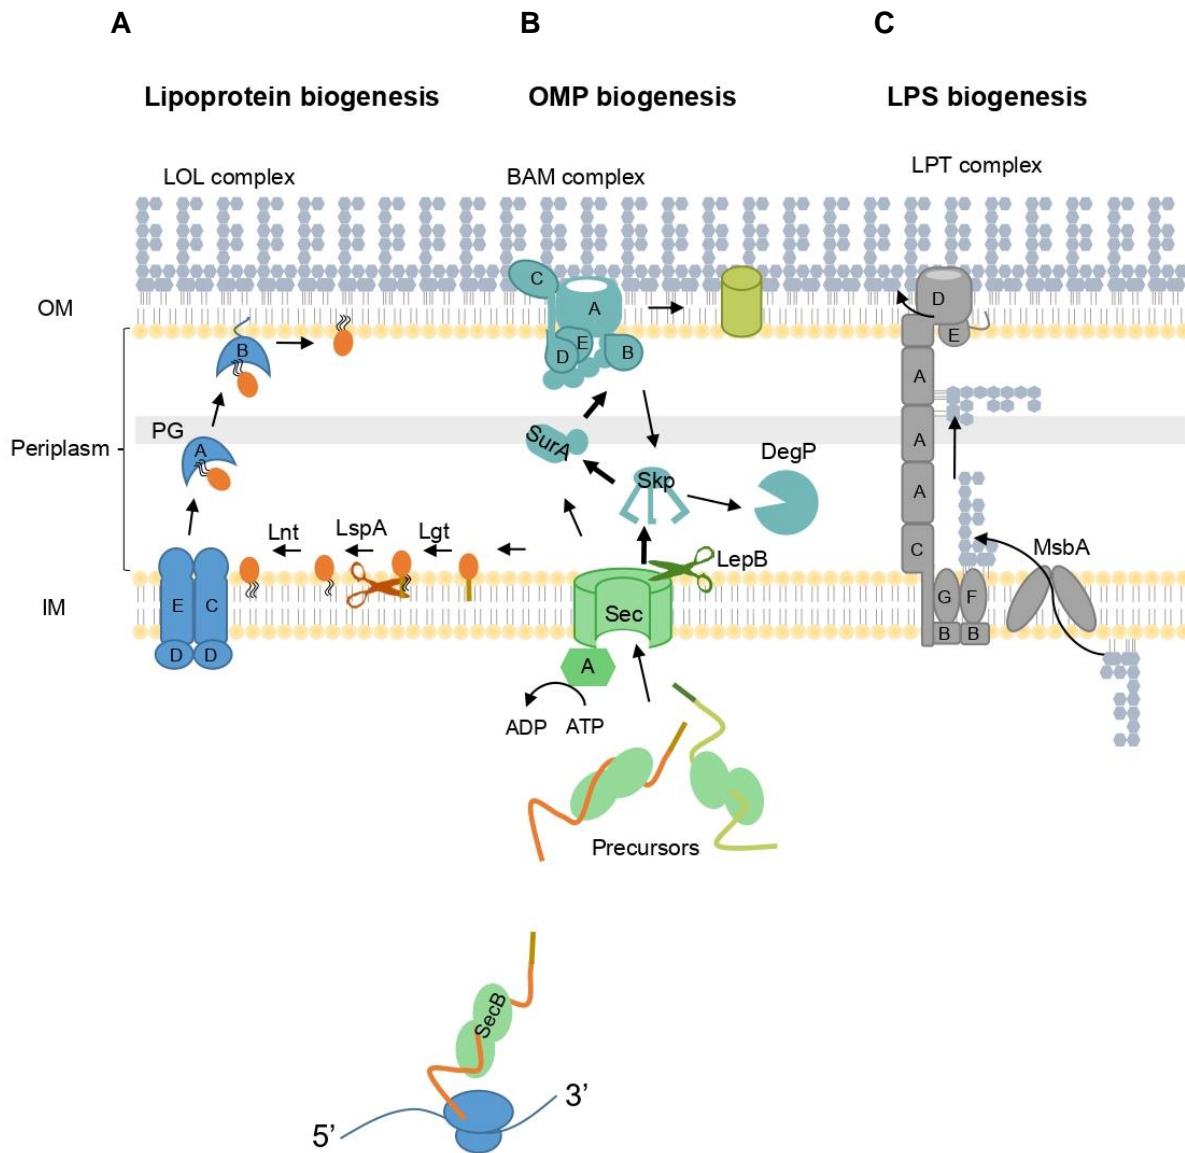 A B C
Lipoprotein biogenesis OMP biogenesis LPS biogenesis
LOL complex BAM complex LPT complex
C
A
D
OM
E
B
D
E
B
A
PG
A
SurA
A
Periplasm
DegP
Skp
A
Lnt LspA Lgt
MsbA
C
LepB
IM
E C
Sec
G F
D D
B B
A
ADP ATP
Precursors
SecB
5’ 3’